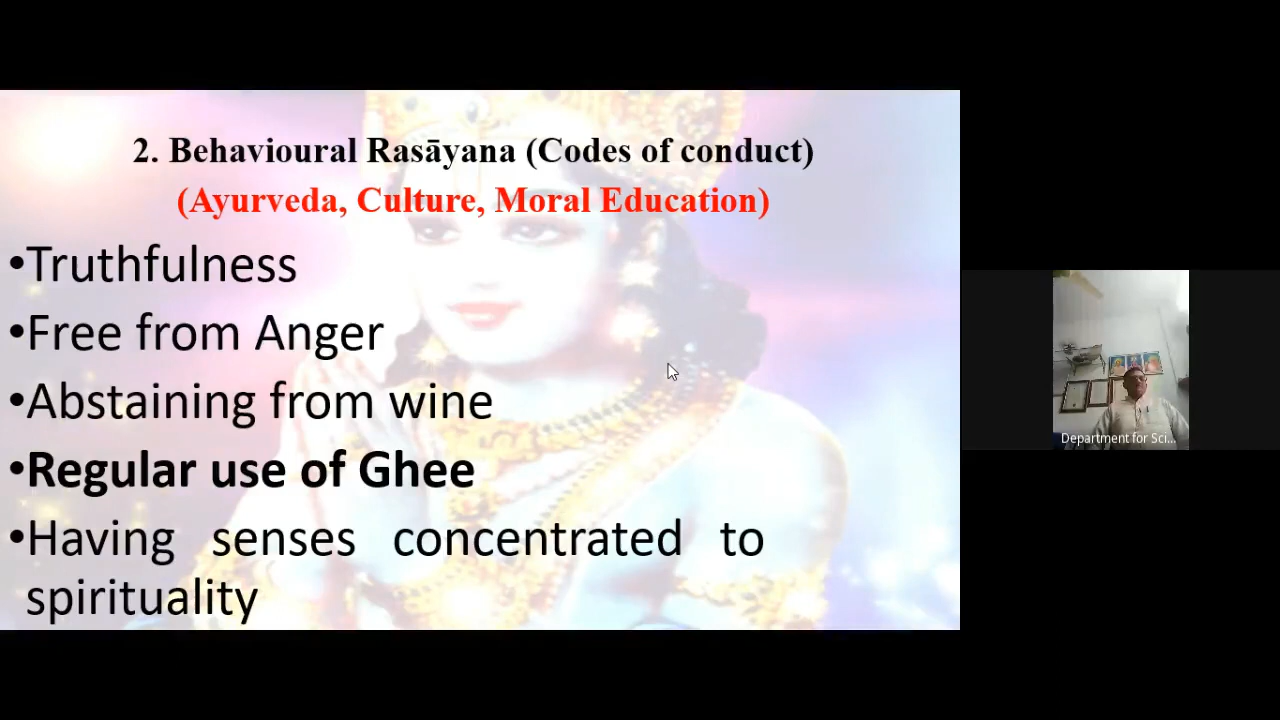 2. Behavioural Rasāyana (Codes of conduct)
(Ayurveda, Culture, Moral Education)
•Truthfulness
•Free from Anger
•Abstaining from wine
•Regular use of Ghee
•Having senses concentrated to
spirituality
Department for Sci...